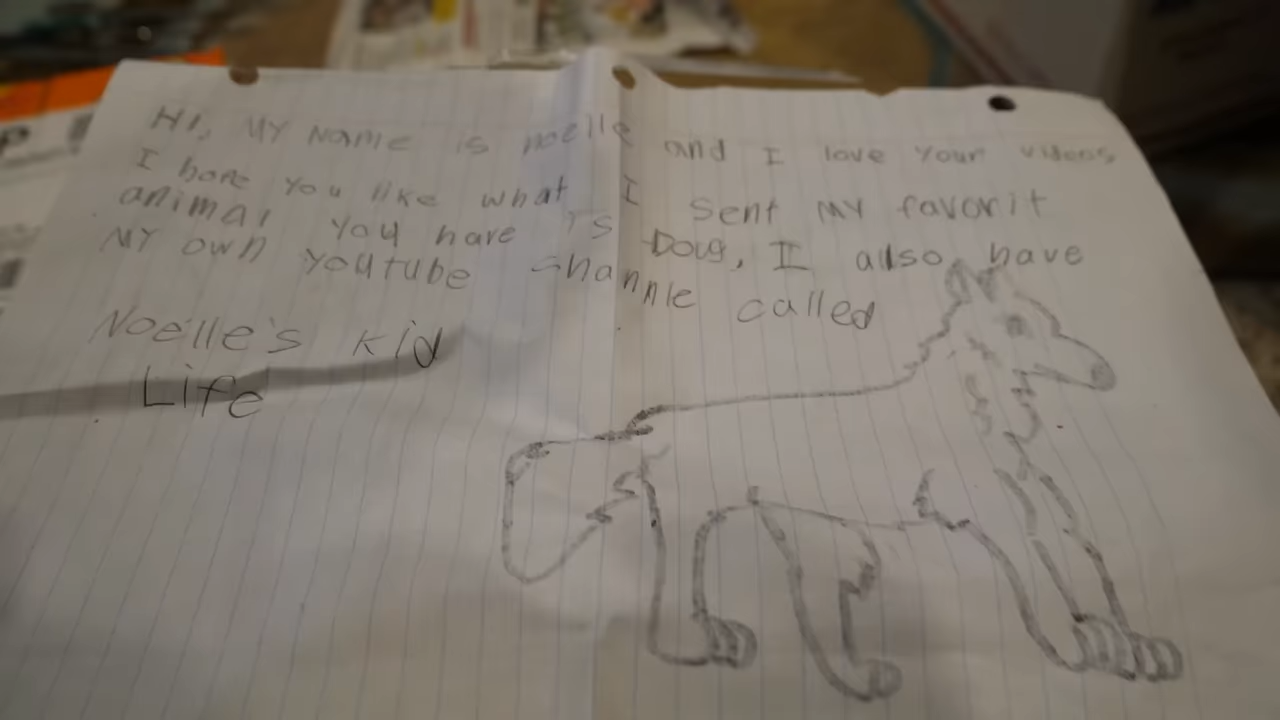 HI, MY Name is noelle and I love your videos
I hope you like what I sent MY favorit
animal you have is Doug, I allso have
MY own youtube channle called
Noelle's kid
Life